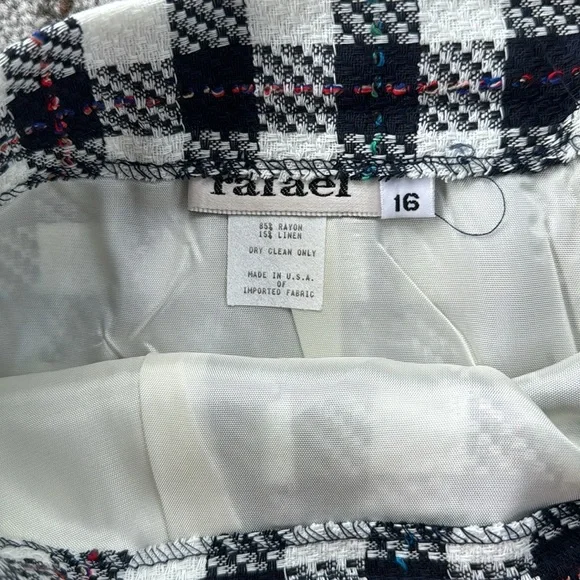 rafael
16
85% RAYON
15% LINEN
DRY CLEAN ONLY
MADE IN U.S.A.
OF
IMPORTED FABRIC